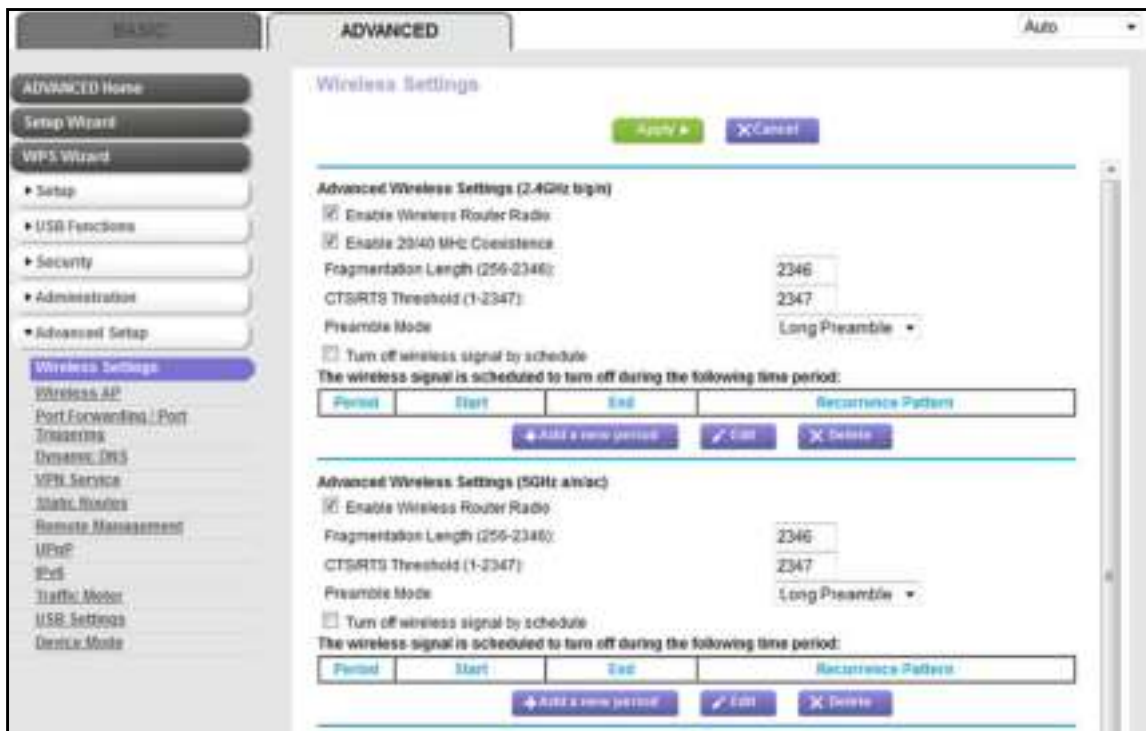 BASIC
ADVANCED
Auto
ADVANCED Home
Setup Wizard
WPS Wizard
Setup
USB Functions
Security
Administration
Advanced Setup
Wireless Settings
Wireless AP
Port Forwarding / Port
Triggering
Dynamic DNS
VPN Service
Static Routes
Remote Management
UPnP
IPv6
Traffic Meter
USB Settings
Device Mode
Wireless Settings
Apply
Cancel
Advanced Wireless Settings (2.4GHz b/g/n)
Enable Wireless Router Radio
Enable 20/40 MHz Coexistence
Fragmentation Length (256-2346): 2346
CTS/RTS Threshold (1-2347): 2347
Preamble Mode Long Preamble
Turn off wireless signal by schedule
The wireless signal is scheduled to turn off during the following time period:
Period Start End Recurrence Pattern
Add a new period Edit Delete
Advanced Wireless Settings (5GHz a/n/ac)
Enable Wireless Router Radio
Fragmentation Length (256-2346): 2346
CTS/RTS Threshold (1-2347): 2347
Preamble Mode Long Preamble
Turn off wireless signal by schedule
The wireless signal is scheduled to turn off during the following time period:
Period Start End Recurrence Pattern
Add a new period Edit Delete